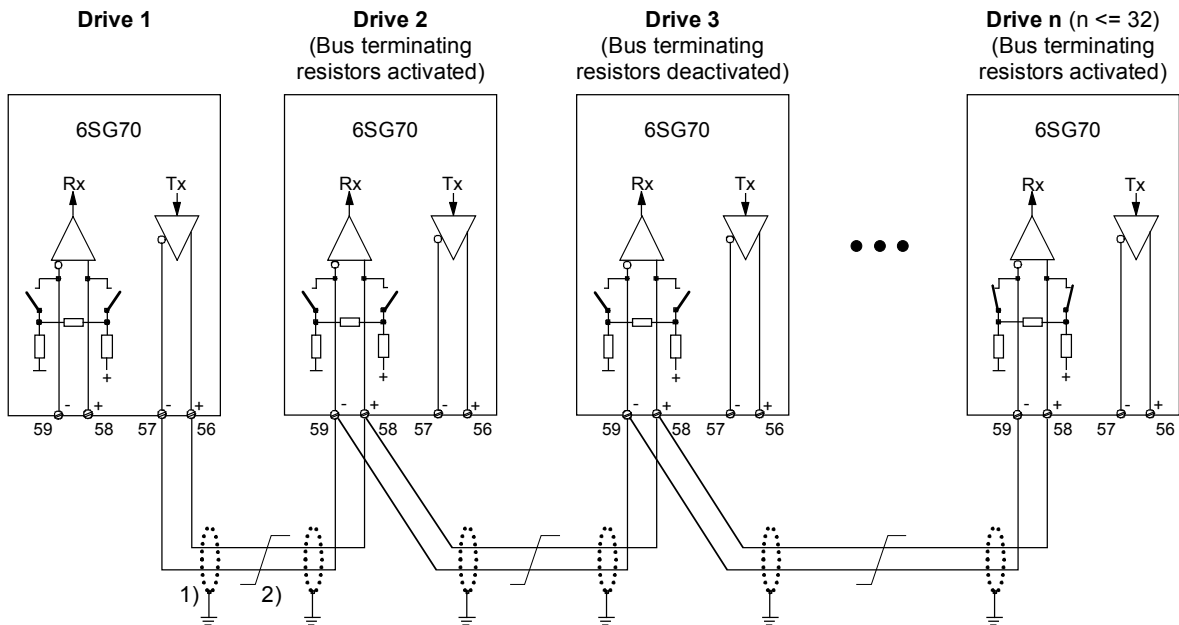 Drive 1
Drive 2
(Bus terminating
resistors activated)
Drive 3
(Bus terminating
resistors deactivated)
Drive n (n <= 32)
(Bus terminating
resistors activated)
6SG70
Rx
Tx
+
- + - +
59 58 57 56
6SG70
Rx
Tx
+
- + - +
59 58 57 56
6SG70
Rx
Tx
+
- + - +
59 58 57 56
6SG70
Rx
Tx
+
- + - +
59 58 57 56
1) 2)